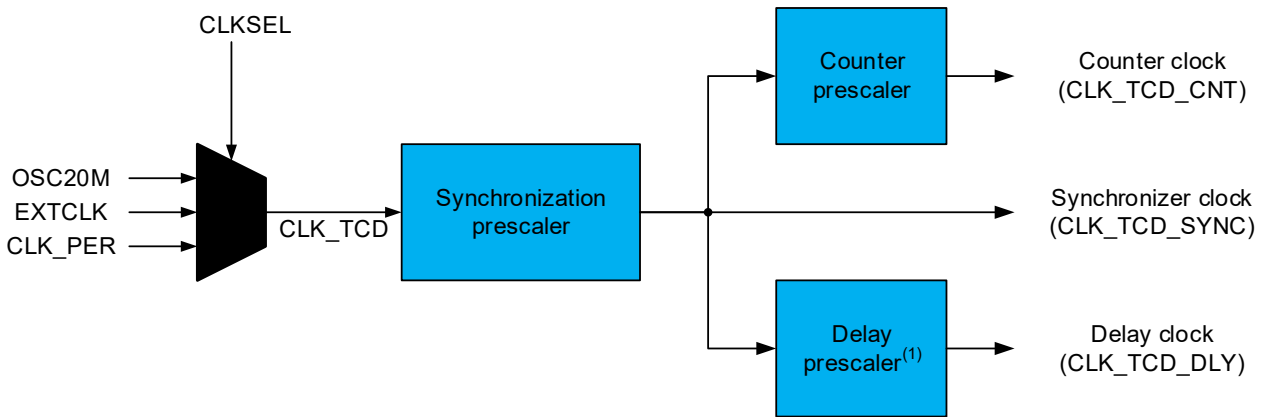 CLKSEL
OSC20M
EXTCLK
CLK_PER
CLK_TCD
Synchronization
prescaler
Counter
prescaler
Counter clock
(CLK_TCD_CNT)
Synchronizer clock
(CLK_TCD_SYNC)
Delay
prescaler(1)
Delay clock
(CLK_TCD_DLY)